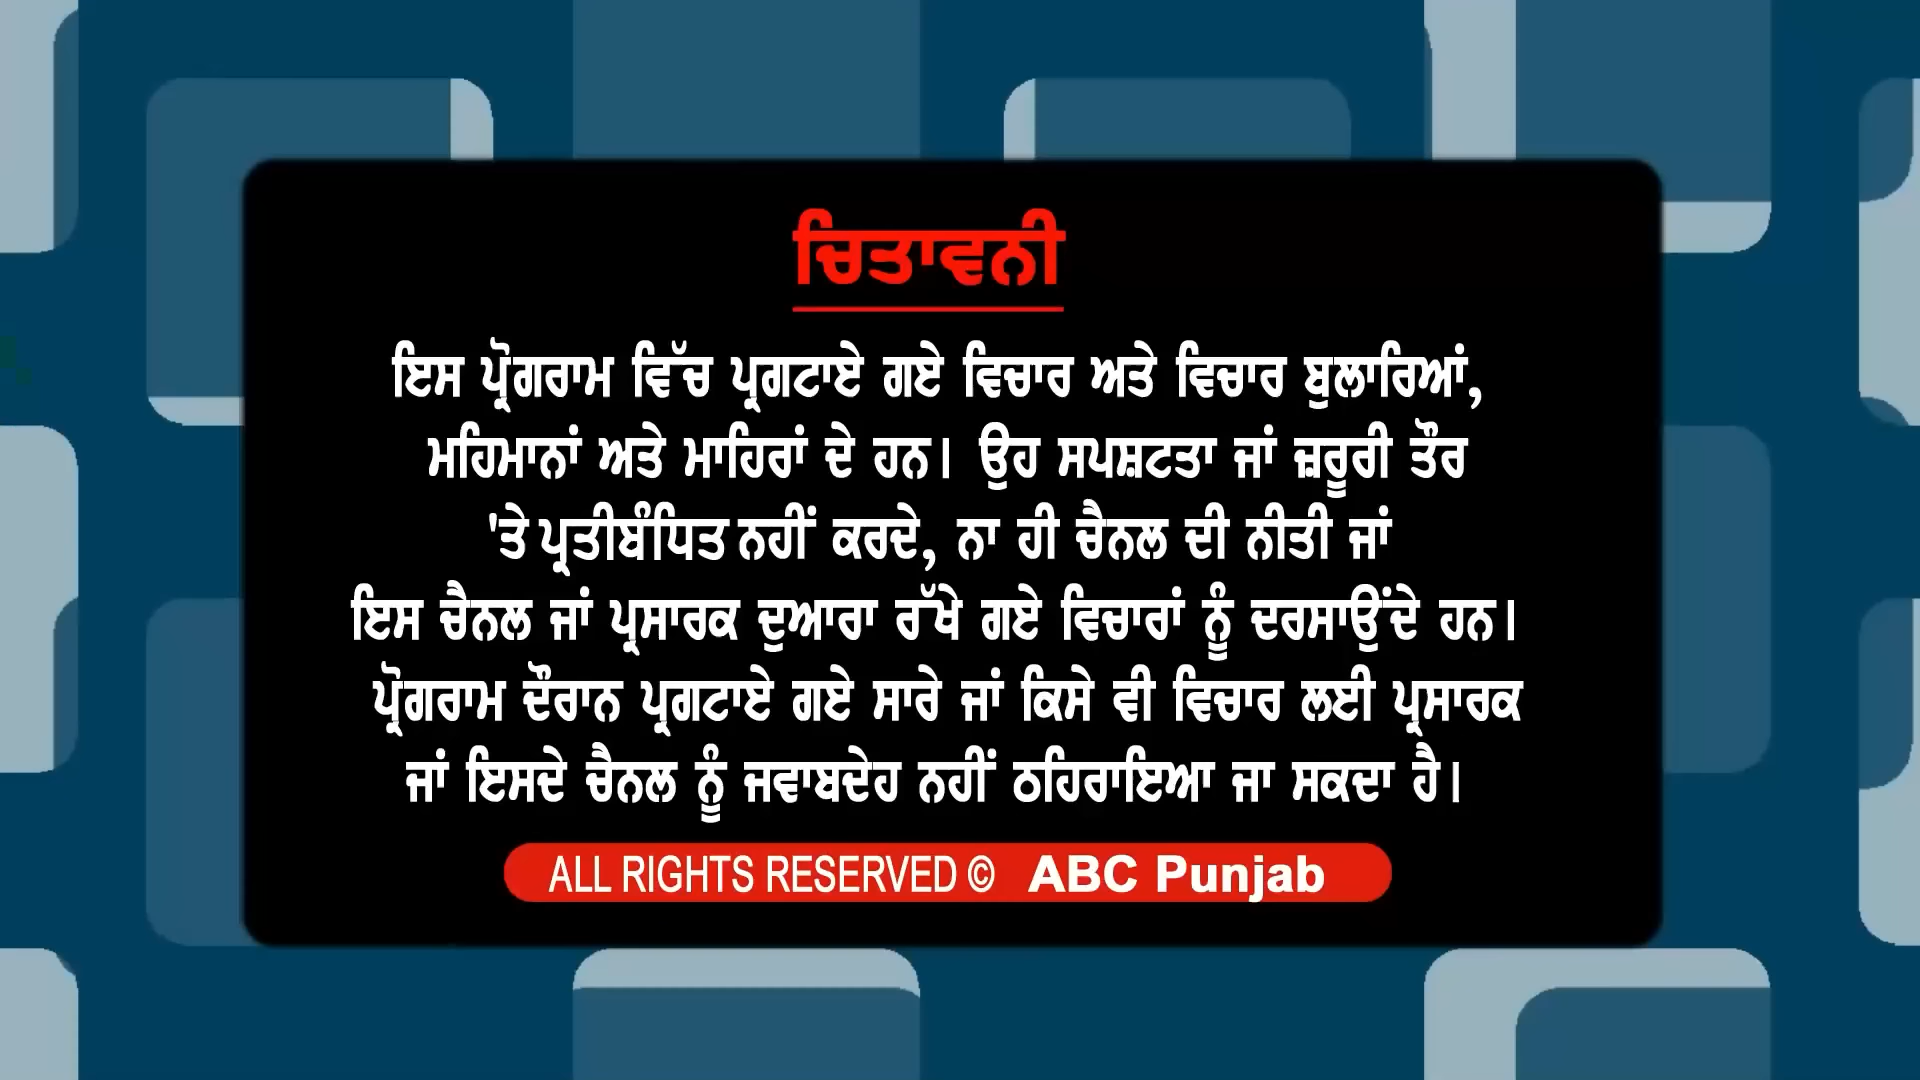 ਚਿਤਾਵਨੀ
ਇਸ ਪ੍ਰੋਗਰਾਮ ਵਿੱਚ ਪ੍ਰਗਟਾਏ ਗਏ ਵਿਚਾਰ ਅਤੇ ਵਿਚਾਰ ਬੁਲਾਰਿਆਂ,
ਮਹਿਮਾਨਾਂ ਅਤੇ ਮਾਹਿਰਾਂ ਦੇ ਹਨ। ਉਹ ਸਪਸ਼ਟਤਾ ਜਾਂ ਜ਼ਰੂਰੀ ਤੌਰ
'ਤੇ ਪ੍ਰਤੀਬੰਧਿਤ ਨਹੀਂ ਕਰਦੇ, ਨਾ ਹੀ ਚੈਨਲ ਦੀ ਨੀਤੀ ਜਾਂ
ਇਸ ਚੈਨਲ ਜਾਂ ਪ੍ਰਸਾਰਕ ਦੁਆਰਾ ਰੱਖੇ ਗਏ ਵਿਚਾਰਾਂ ਨੂੰ ਦਰਸਾਉਂਦੇ ਹਨ।
ਪ੍ਰੋਗਰਾਮ ਦੌਰਾਨ ਪ੍ਰਗਟਾਏ ਗਏ ਸਾਰੇ ਜਾਂ ਕਿਸੇ ਵੀ ਵਿਚਾਰ ਲਈ ਪ੍ਰਸਾਰਕ
ਜਾਂ ਇਸਦੇ ਚੈਨਲ ਨੂੰ ਜਵਾਬਦੇਹ ਨਹੀਂ ਠਹਿਰਾਇਆ ਜਾ ਸਕਦਾ ਹੈ।
ALL RIGHTS RESERVED © ABC Punjab